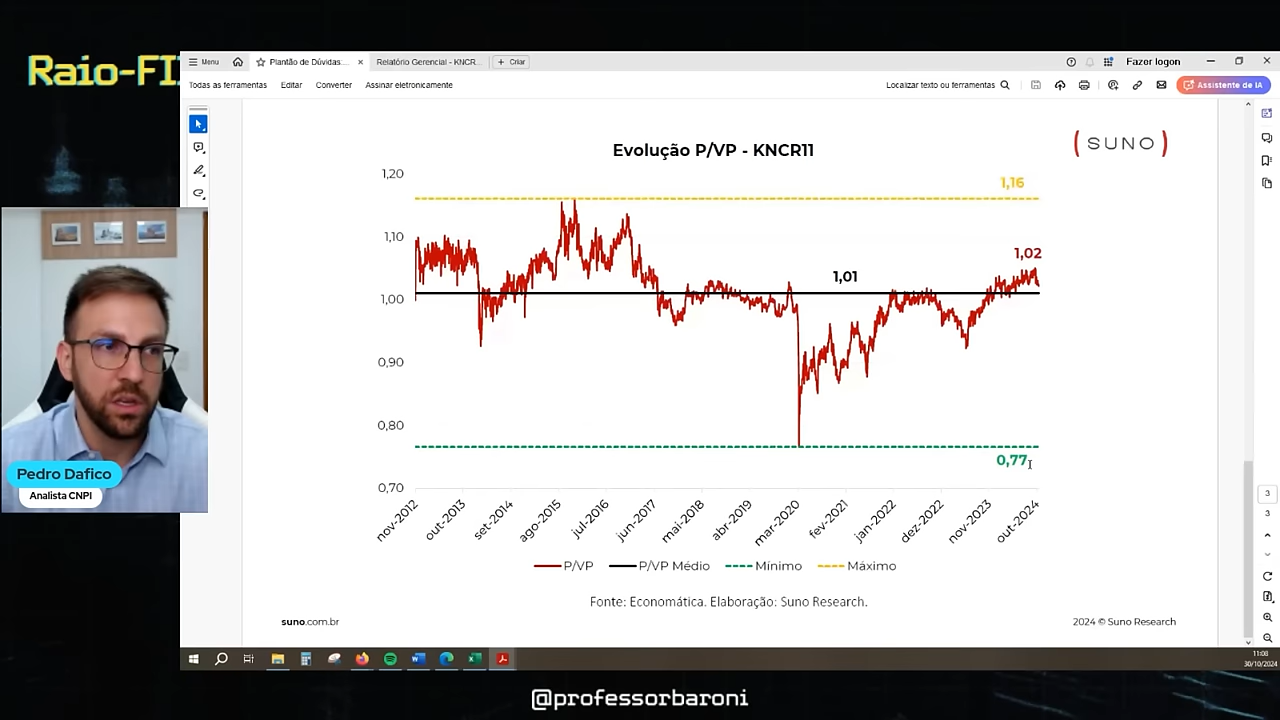 Raio-FI
Menu
Plantão de Dúvidas...
Relatório Gerencial - KNCR...
Criar
Fazer logon
Todas as ferramentas
Editar
Converter
Assinar eletronicamente
Localizar texto ou ferramentas
Assistente de IA
Evolução P/VP - KNCR11
( SUNO )
1,20
1,10
1,00
0,90
0,80
0,70
1,16
1,02
1,01
0,77
nov-2012
out-2013
set-2014
ago-2015
jul-2016
jun-2017
mai-2018
abr-2019
mar-2020
fev-2021
jan-2022
dez-2022
nov-2023
out-2024
P/VP
P/VP Médio
Mínimo
Máximo
Fonte: Economática. Elaboração: Suno Research.
suno.com.br
2024 © Suno Research
3
3
Pedro Dafico
Analista CNPI
11:08
30/10/2024
@professorbaroni